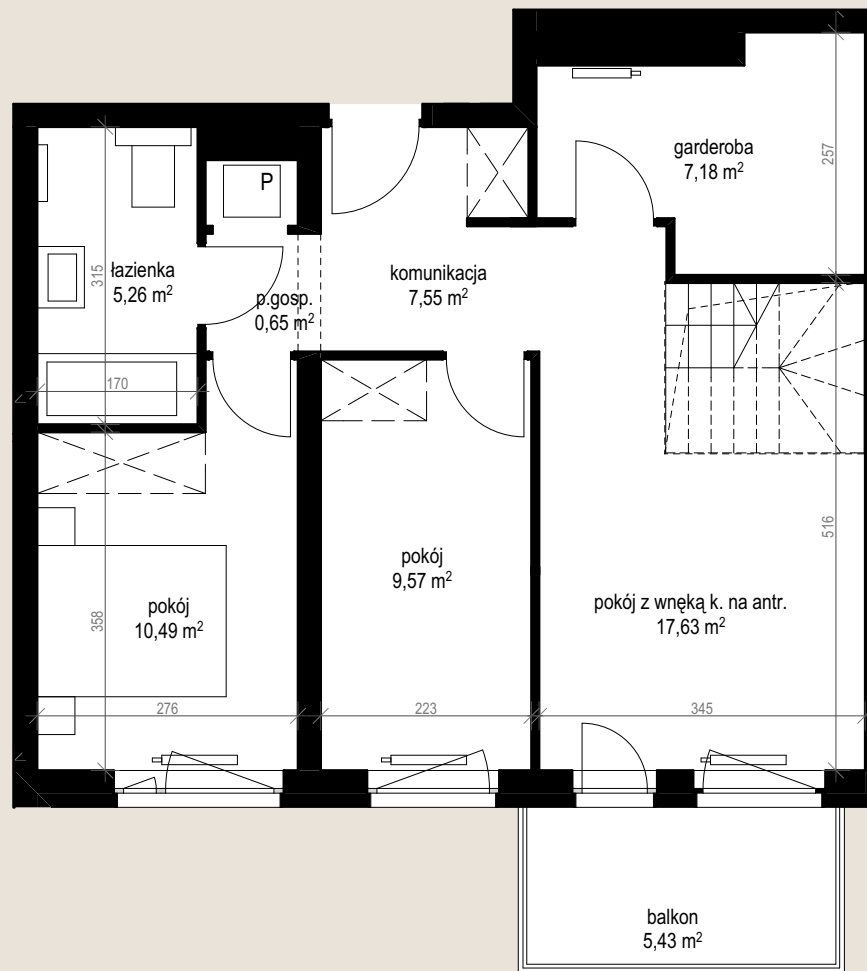 garderoba
7,18 m²
257
P
łazienka
5,26 m²
315
p.gosp.
0,65 m²
komunikacja
7,55 m²
170
516
pokój
9,57 m²
pokój
10,49 m²
358
pokój z wnęką k. na antr.
17,63 m²
276
223
345
balkon
5,43 m²